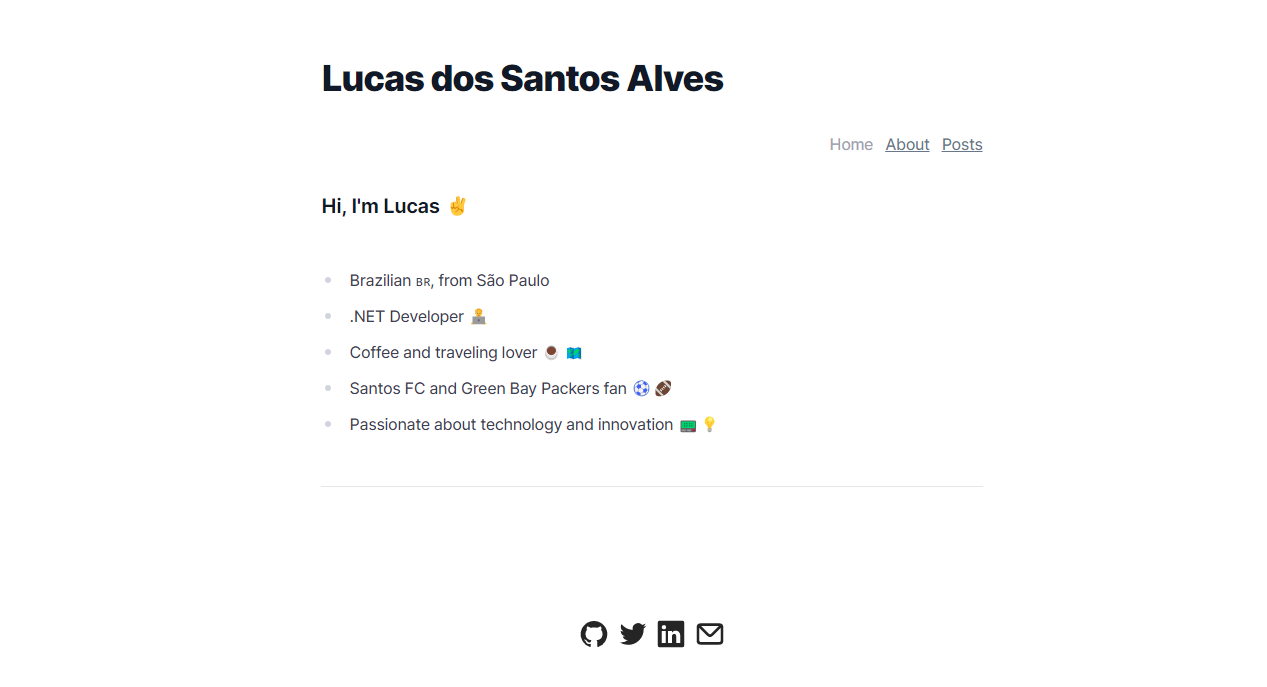 Lucas dos Santos Alves
Home About Posts
Hi, I'm Lucas ✌️
Brazilian BR, from São Paulo
.NET Developer 🧑‍💻
Coffee and traveling lover ☕ 🗺️
Santos FC and Green Bay Packers fan ⚽ 🏈
Passionate about technology and innovation 📟 💡